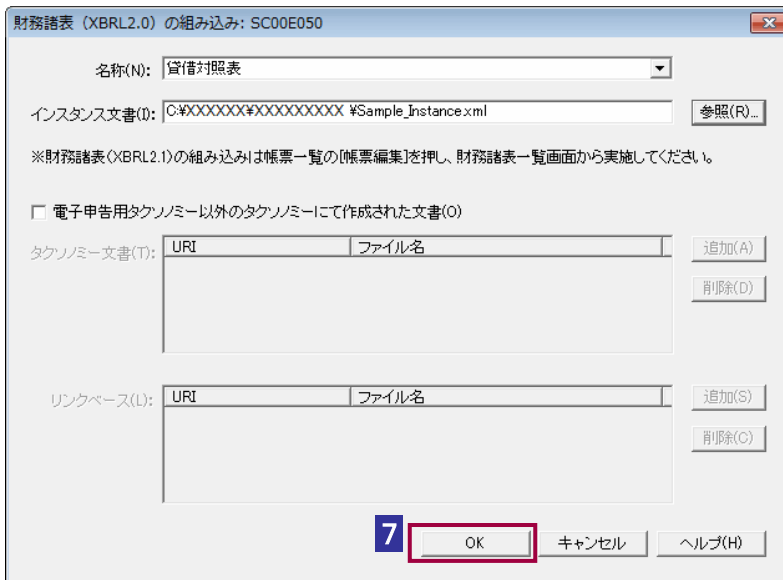 財務諸表（XBRL2.0）の組み込み: SC00E050
名称(N): 貸借対照表
インスタンス文書(I): C:¥XXXXXX¥XXXXXXXXX ¥Sample_Instance.xml 参照(R)...
※財務諸表(XBRL2.1)の組み込みは帳票一覧の[帳票編集]を押し、財務諸表一覧画面から実施してください。
電子申告用タクソノミー以外のタクソノミーにて作成された文書(O)
タクソノミー文書(T): URI ファイル名 追加(A)
削除(D)
リンクベース(L): URI ファイル名 追加(S)
削除(C)
7 OK キャンセル ヘルプ(H)